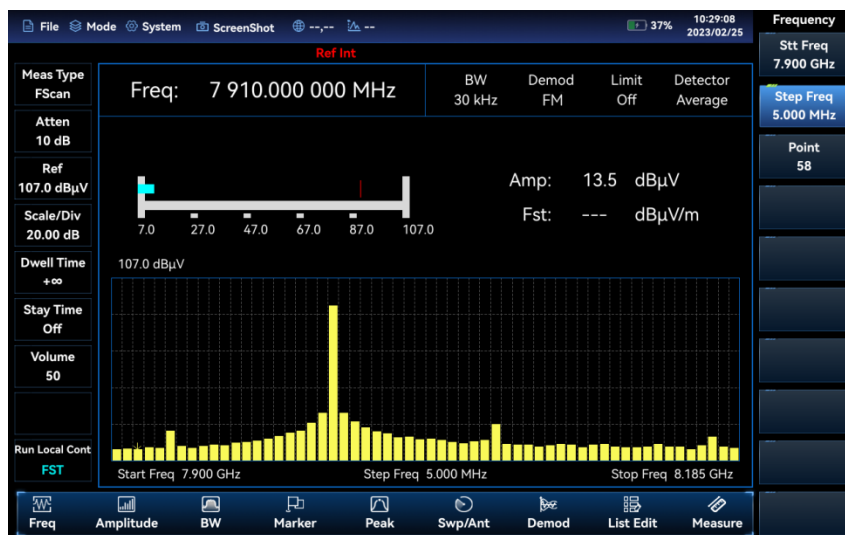 File Mode System ScreenShot --,-- -- 37% 10:29:08
2023/02/25
Ref Int
Meas Type
FScan
Atten
10 dB
Ref
107.0 dBμV
Scale/Div
20.00 dB
Dwell Time
+∞
Stay Time
Off
Volume
50
Run Local Cont
FST
Freq: 7 910.000 000 MHz
BW
30 kHz
Demod
FM
Limit
Off
Detector
Average
Amp: 13.5 dBμV
Fst: --- dBμV/m
7.0 27.0 47.0 67.0 87.0 107.0
107.0 dBμV
Start Freq 7.900 GHz Step Freq 5.000 MHz Stop Freq 8.185 GHz
Frequency
Stt Freq
7.900 GHz
Step Freq
5.000 MHz
Point
58
Freq Amplitude BW Marker Peak Swp/Ant Demod List Edit Measure